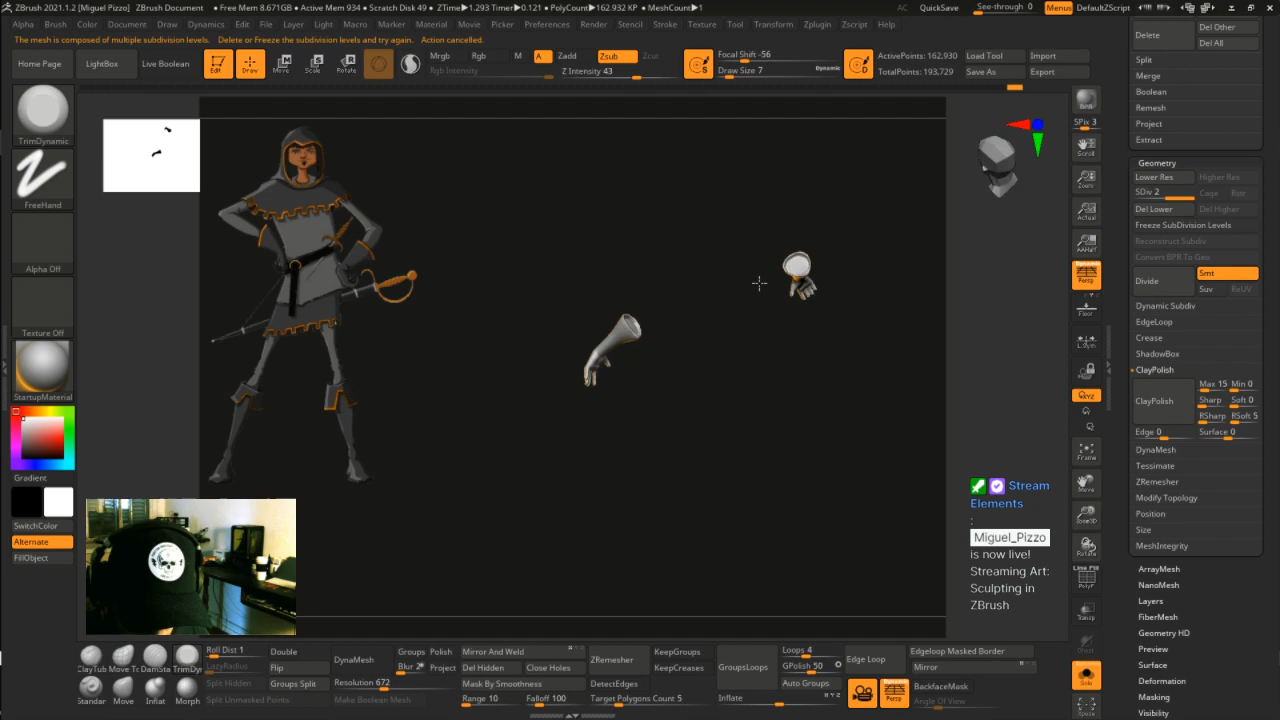 ZBrush 2021.1.2 [Miguel Pizzo]   ZBrush Document   ● Free Mem 8.671GB ● Active Mem 934 ● Scratch Disk 49 ● ZTime▶1.293 Timer▶0.121 ● PolyCount▶162.932 KP ● MeshCount▶1 AC QuickSave See-through 0 Menus DefaultZScript
Alpha Brush Color Document Draw Dynamics Edit File Layer Light Macro Marker Material Movie Picker Preferences Render Stencil Stroke Texture Tool Transform Zplugin Zscript Help
The mesh is composed of multiple subdivision levels. Delete or Freeze the subdivision levels and try again. Action cancelled.
Home Page LightBox Live Boolean Edit Draw Move Scale Rotate
Mrgb Rgb M A Zadd Zsub Zcut
Rgb Intensity Z Intensity 43
Focal Shift -56
Draw Size 7 Dynamic
ActivePoints: 162,930
TotalPoints: 193,729
Load Tool Import
Save As Export
TrimDynamic
FreeHand
Alpha Off
Texture Off
StartupMaterial
Gradient
SwitchColor
Alternate
FillObject
Stream
Elements
:
Miguel_Pizzo
is now live!
Streaming Art:
Sculpting in
ZBrush
BPR
SPix 3
Scroll
Zoom
Actual
AAHalf
Dynamic
Persp
Floor
L.Sym
XYZ
Frame
Move
Zoom3D
Rotate
Line Fill
PolyF
Transp
Ghost
Dynamic
Solo
Xpose
Delete Del Other
Del All
Split
Merge
Boolean
Remesh
Project
Extract
Geometry
Lower Res Higher Res
SDiv 2 Cage Rstr
Del Lower Del Higher
Freeze SubDivision Levels
Reconstruct Subdiv
Convert BPR To Geo
Divide Smt
Suv ReUV
Dynamic Subdiv
EdgeLoop
Crease
ShadowBox
ClayPolish
ClayPolish Max 15 Min 0
Sharp Soft 0
RSharp RSoft 5
Edge 0 Surface 0
DynaMesh
Tessimate
ZRemesher
Modify Topology
Position
Size
MeshIntegrity
ArrayMesh
NanoMesh
Layers
FiberMesh
Geometry HD
Preview
Surface
Deformation
Masking
Visibility
ClayTub Move To DamSta TrimDy
Standar Move Inflat Morph
Roll Dist 1 Double
LazyRadius Flip
Split Hidden Groups Split
Split Unmasked Points
DynaMesh Groups Polish
Blur 2 Project
Resolution 672
Make Boolean Mesh
Mirror And Weld
Del Hidden Close Holes
Mask By Smoothness
Range 10 Falloff 100
ZRemesher KeepGroups
KeepCreases
DetectEdges
Target Polygons Count 5
GroupsLoops Loops 4
GPolish 50
Auto Groups
Inflate
Edge Loop Edgeloop Masked Border
Mirror
Dynamic
Persp
BackfaceMask
Angle Of View